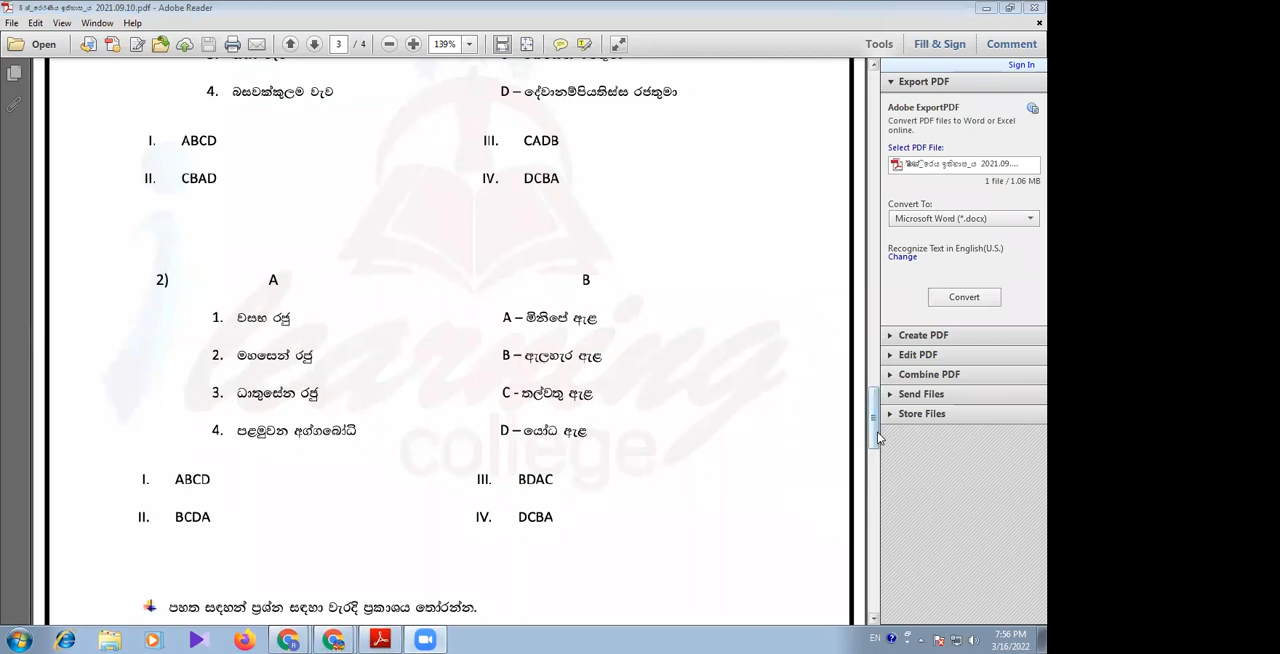 2021.09.10.pdf - Adobe Reader
File Edit View Window Help
Open 3 / 4 139% Tools Fill & Sign Comment
Sign In
Export PDF
Adobe ExportPDF
Convert PDF files to Word or Excel
online.
Select PDF File:
2021.09....
1 file / 1.06 MB
Convert To:
Microsoft Word (*.docx)
Recognize Text in English(U.S.)
Change
Convert
Create PDF
Edit PDF
Combine PDF
Send Files
Store Files
4. බසවක්කුලම වැව D – දේවානම්පියතිස්ස රජතුමා
I. ABCD III. CADB
II. CBAD IV. DCBA
2) A B
1. වසභ රජු A – මිනිපේ ඇළ
2. මහසෙන් රජු B – ඇලහැර ඇළ
3. ධාතුසේන රජු C - තල්වතු ඇළ
4. පළමුවන අග්ගබෝධි D – යෝධ ඇළ
I. ABCD III. BDAC
II. BCDA IV. DCBA
පහත සඳහන් ප්‍රශ්න සඳහා වැරදි ප්‍රකාශය තෝරන්න.
learning
college
EN 7:56 PM
3/16/2022